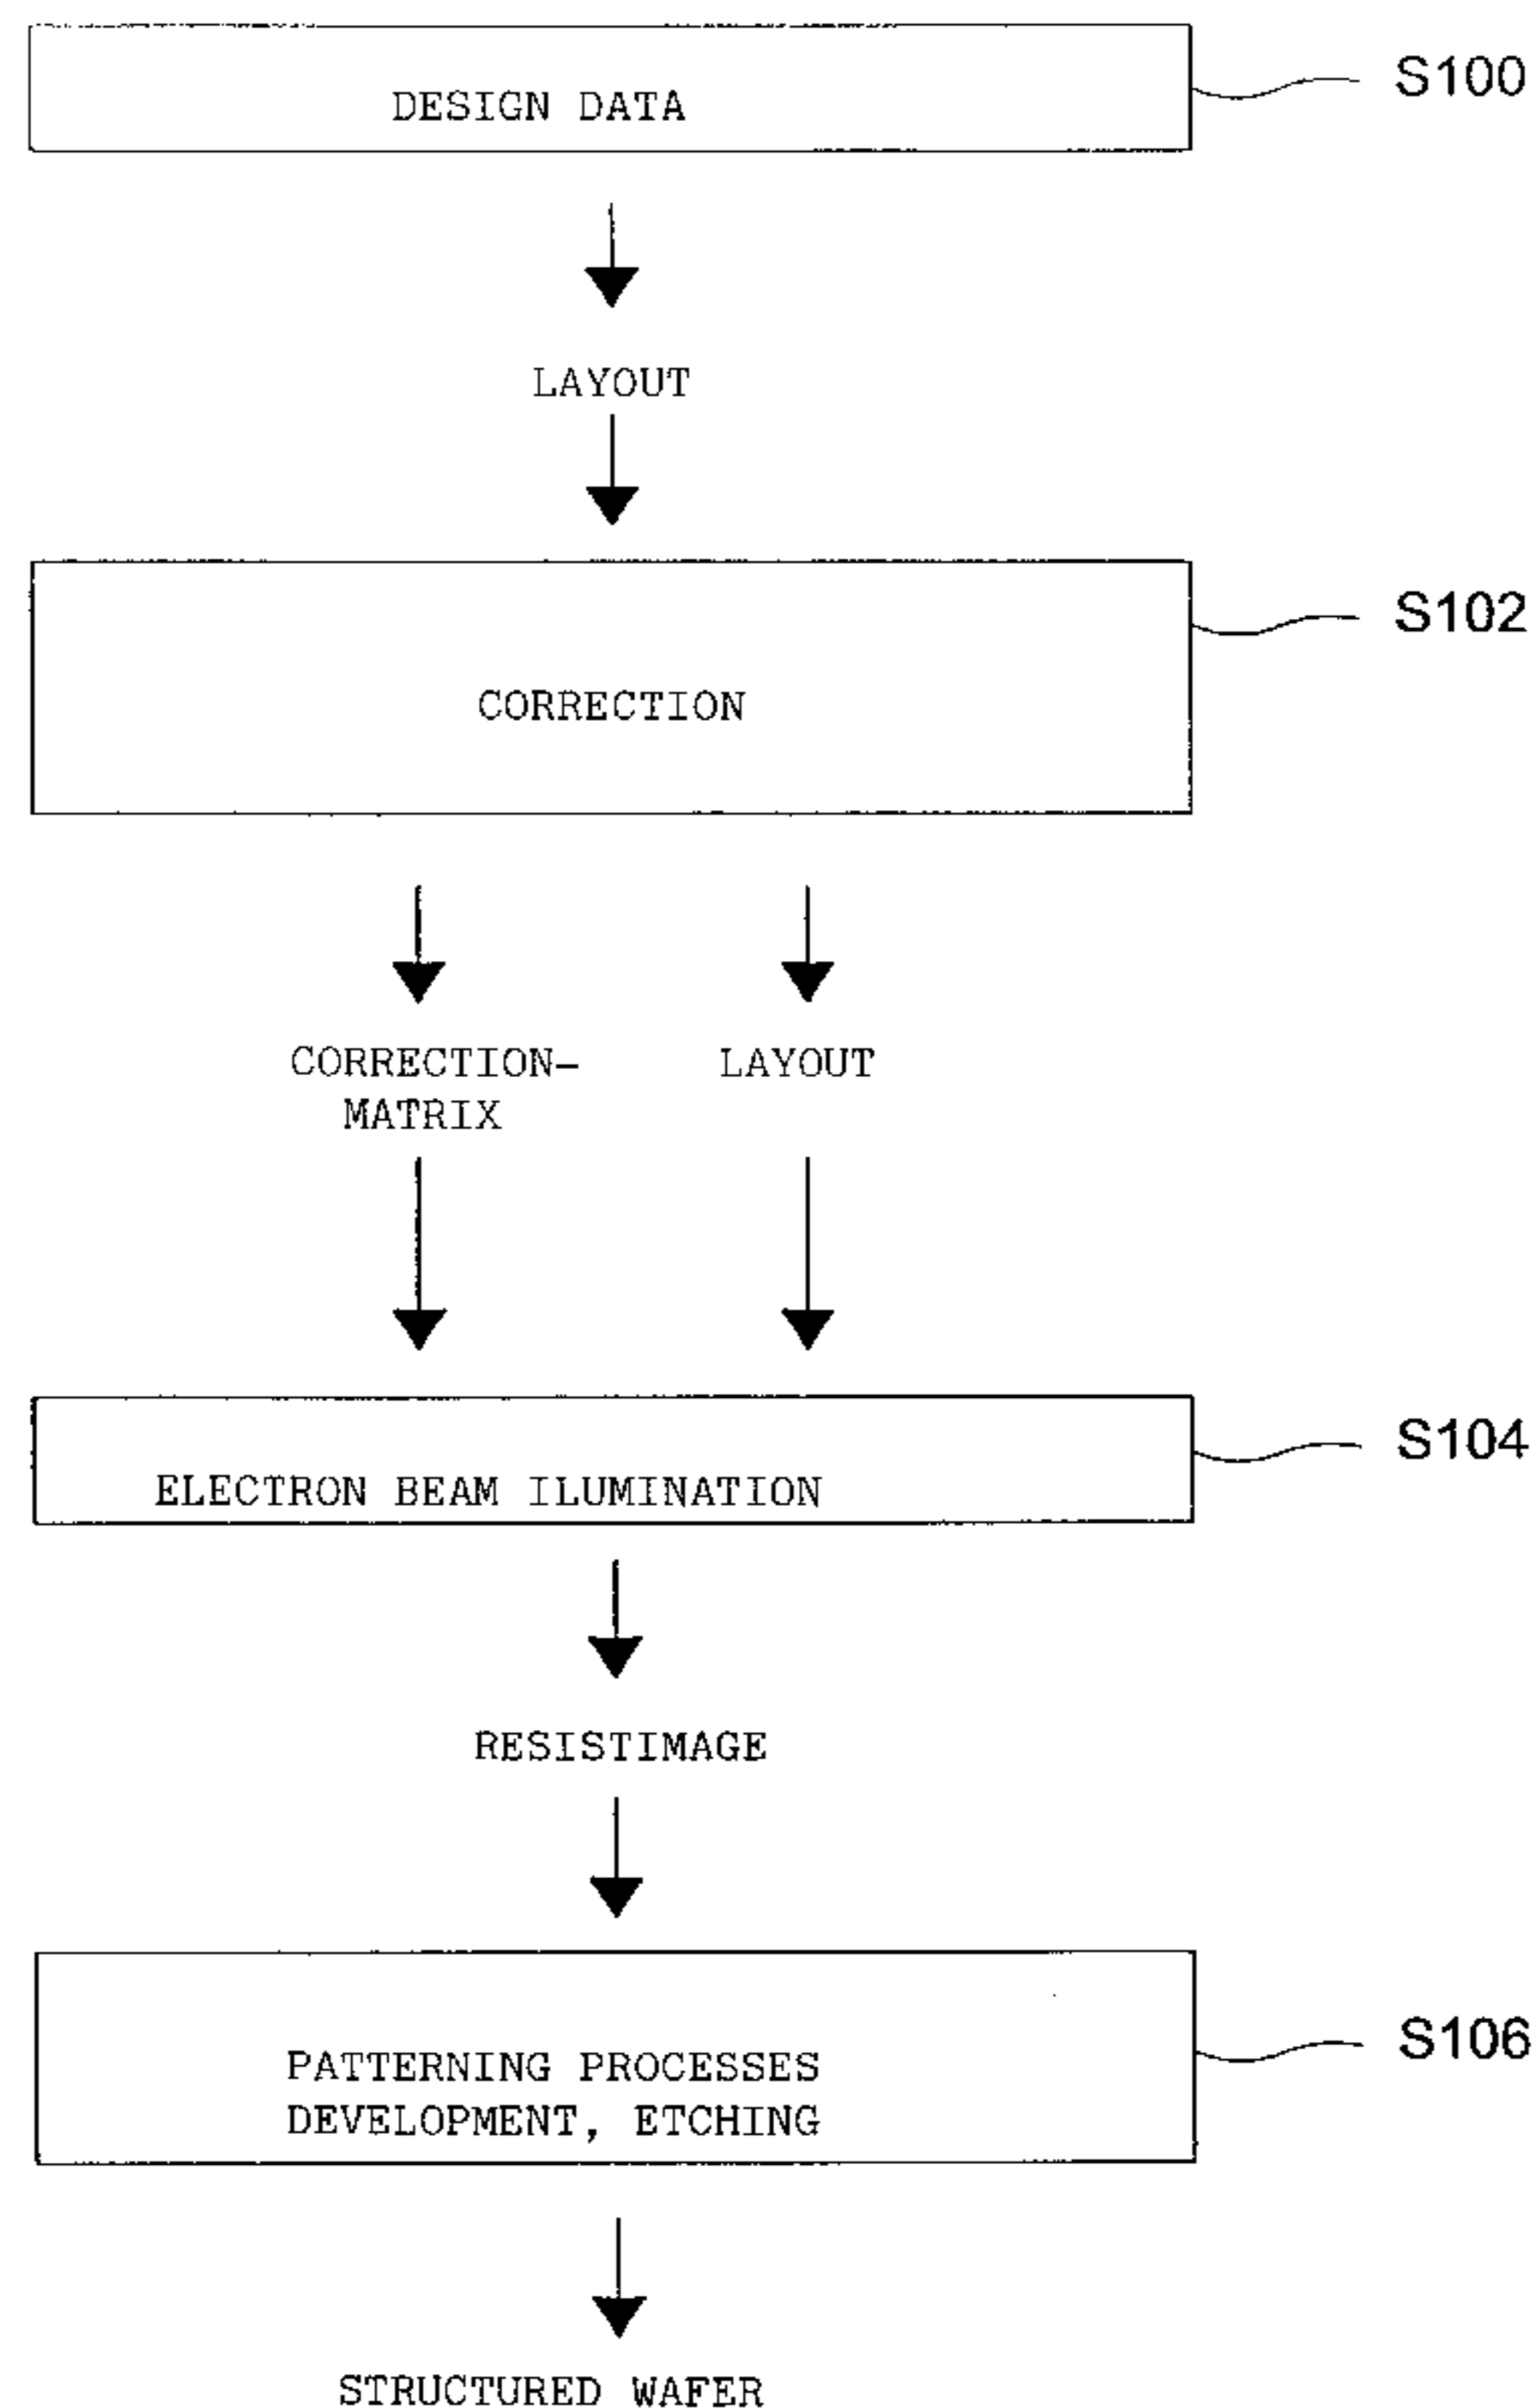 DESIGN DATA
S100
LAYOUT
S102
CORRECTION
CORRECTION-
MATRIX
LAYOUT
ELECTRON BEAM ILUMINATION
S104
RESISTIMAGE
PATTERNING PROCESSES
DEVELOPMENT, ETCHING
S106
STRUCTURED WAFER